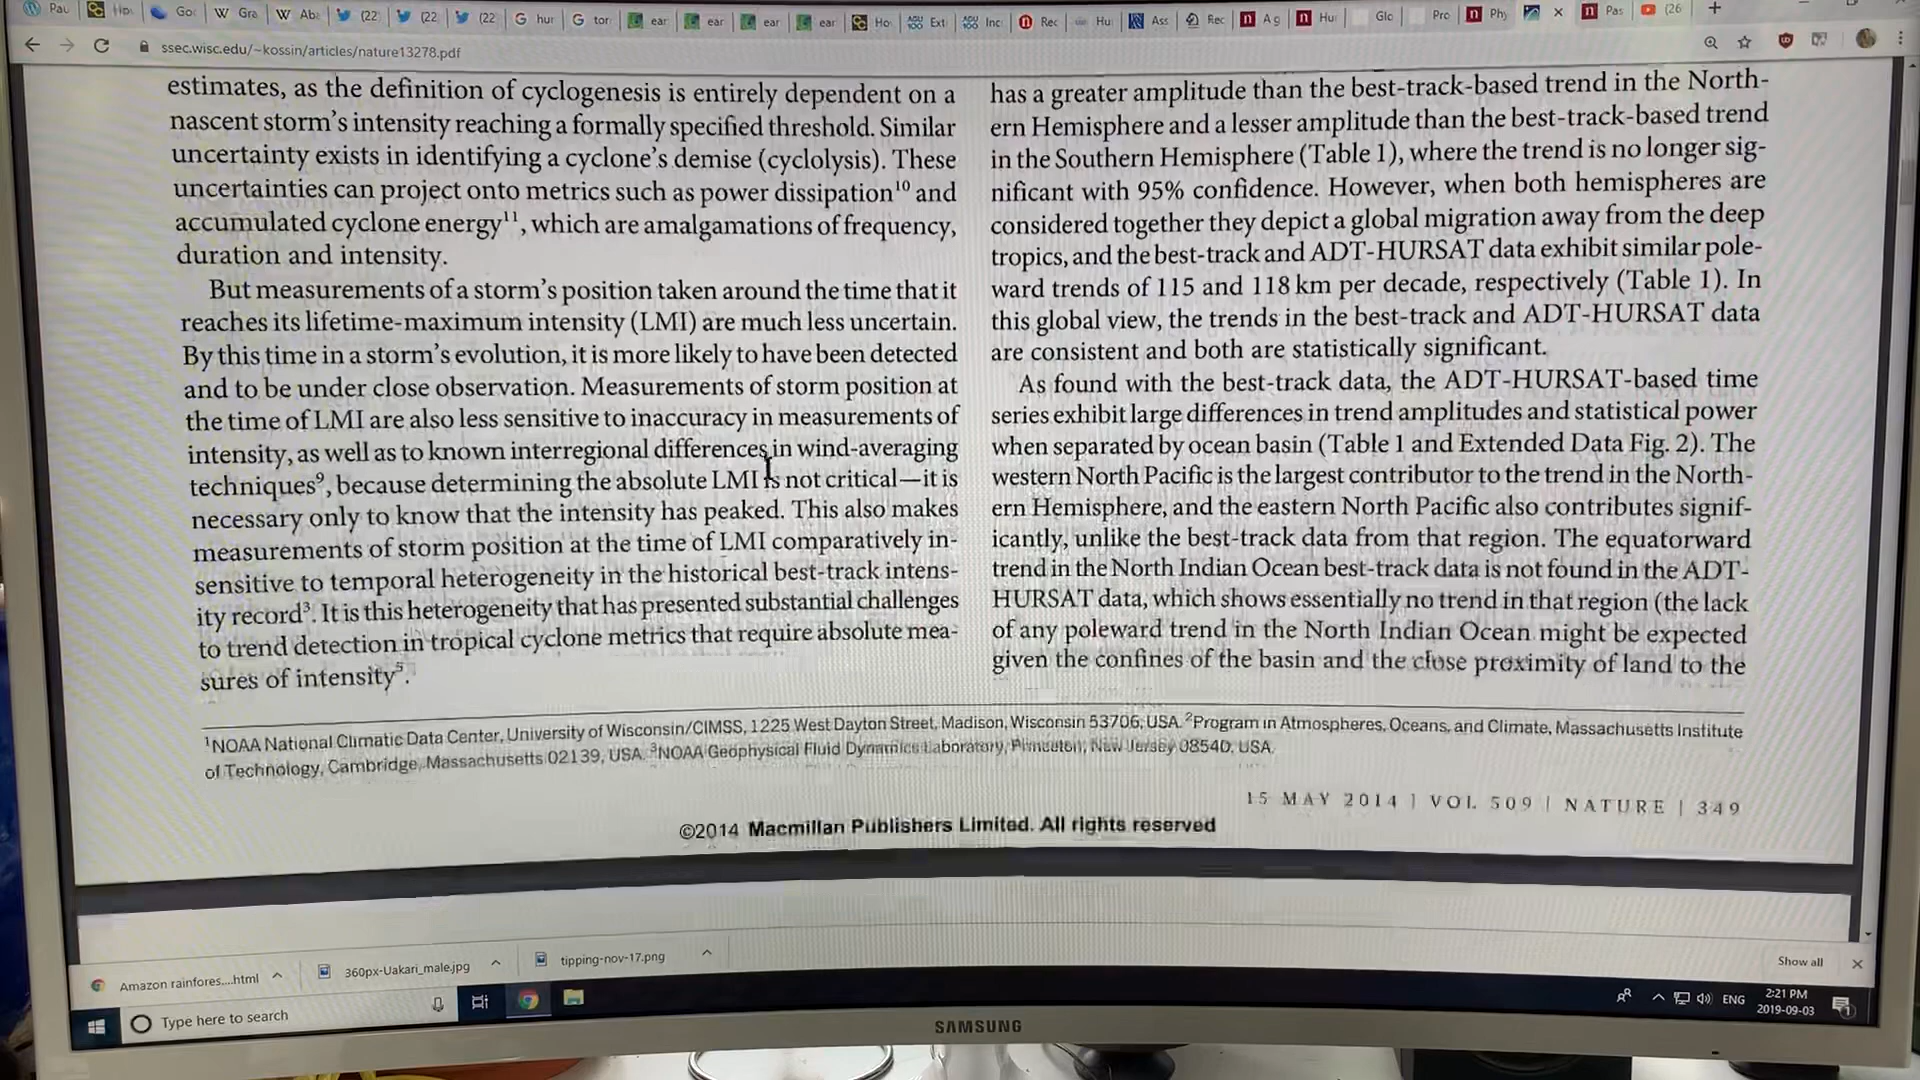 Pau
Goo
Gra
Aba
(22
(22
(22
hur
tor
ear
ear
ear
ear
Ho
Ext
Inc
Rec
Hu
Ass
Rec
A g
Hu
Glo
Pro
Phy
Pas
(26
ssec.wisc.edu/~kossin/articles/nature13278.pdf
estimates, as the definition of cyclogenesis is entirely dependent on a
nascent storm's intensity reaching a formally specified threshold. Similar
uncertainty exists in identifying a cyclone's demise (cyclolysis). These
uncertainties can project onto metrics such as power dissipation¹⁰ and
accumulated cyclone energy¹¹, which are amalgamations of frequency,
duration and intensity.
But measurements of a storm's position taken around the time that it
reaches its lifetime-maximum intensity (LMI) are much less uncertain.
By this time in a storm's evolution, it is more likely to have been detected
and to be under close observation. Measurements of storm position at
the time of LMI are also less sensitive to inaccuracy in measurements of
intensity, as well as to known interregional differences in wind-averaging
techniques⁹, because determining the absolute LMI is not critical—it is
necessary only to know that the intensity has peaked. This also makes
measurements of storm position at the time of LMI comparatively in-
sensitive to temporal heterogeneity in the historical best-track intens-
ity record³. It is this heterogeneity that has presented substantial challenges
to trend detection in tropical cyclone metrics that require absolute mea-
sures of intensity⁵.
has a greater amplitude than the best-track-based trend in the North-
ern Hemisphere and a lesser amplitude than the best-track-based trend
in the Southern Hemisphere (Table 1), where the trend is no longer sig-
nificant with 95% confidence. However, when both hemispheres are
considered together they depict a global migration away from the deep
tropics, and the best-track and ADT-HURSAT data exhibit similar pole-
ward trends of 115 and 118 km per decade, respectively (Table 1). In
this global view, the trends in the best-track and ADT-HURSAT data
are consistent and both are statistically significant.
As found with the best-track data, the ADT-HURSAT-based time
series exhibit large differences in trend amplitudes and statistical power
when separated by ocean basin (Table 1 and Extended Data Fig. 2). The
western North Pacific is the largest contributor to the trend in the North-
ern Hemisphere, and the eastern North Pacific also contributes signif-
icantly, unlike the best-track data from that region. The equatorward
trend in the North Indian Ocean best-track data is not found in the ADT-
HURSAT data, which shows essentially no trend in that region (the lack
of any poleward trend in the North Indian Ocean might be expected
given the confines of the basin and the close proximity of land to the
¹NOAA National Climatic Data Center, University of Wisconsin/CIMSS, 1225 West Dayton Street, Madison, Wisconsin 53706, USA. ²Program in Atmospheres, Oceans, and Climate, Massachusetts Institute
of Technology, Cambridge, Massachusetts 02139, USA. ³NOAA Geophysical Fluid Dynamics Laboratory, Princeton, New Jersey 08540, USA.
15 MAY 2014 | VOL 509 | NATURE | 349
©2014 Macmillan Publishers Limited. All rights reserved
Amazon rainfores....html
360px-Uakari_male.jpg
tipping-nov-17.png
Show all
Type here to search
ENG
2:21 PM
2019-09-03
SAMSUNG